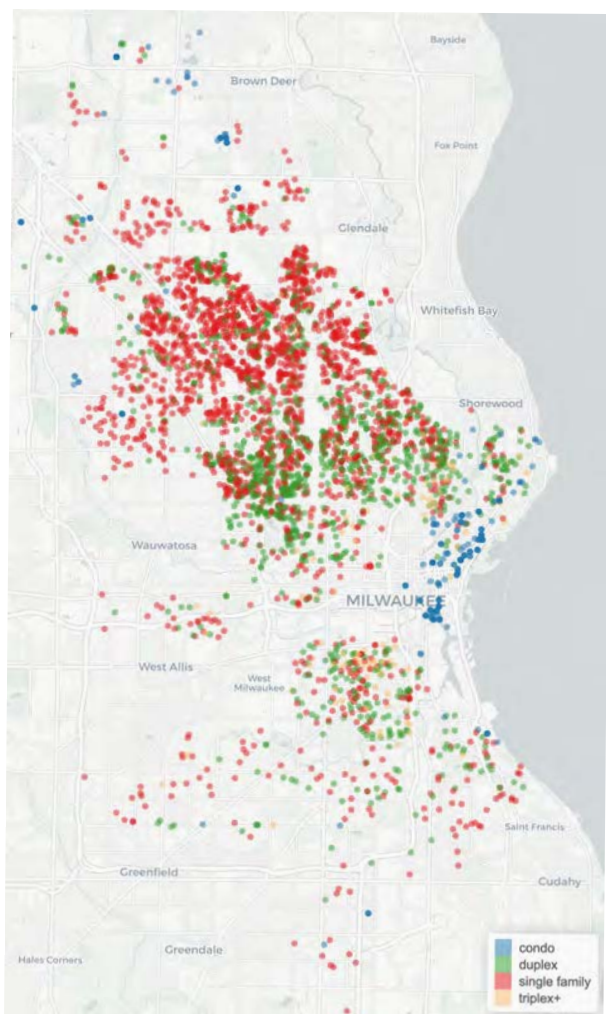 Bayside
Brown Deer
Fox Point
Glendale
Whitefish Bay
Shorewood
Wauwatosa
MILWAUKEE
West Allis
West
Milwaukee
Saint Francis
Greenfield
Cudahy
Greendale
Hales Corners
condo
duplex
single family
triplex+